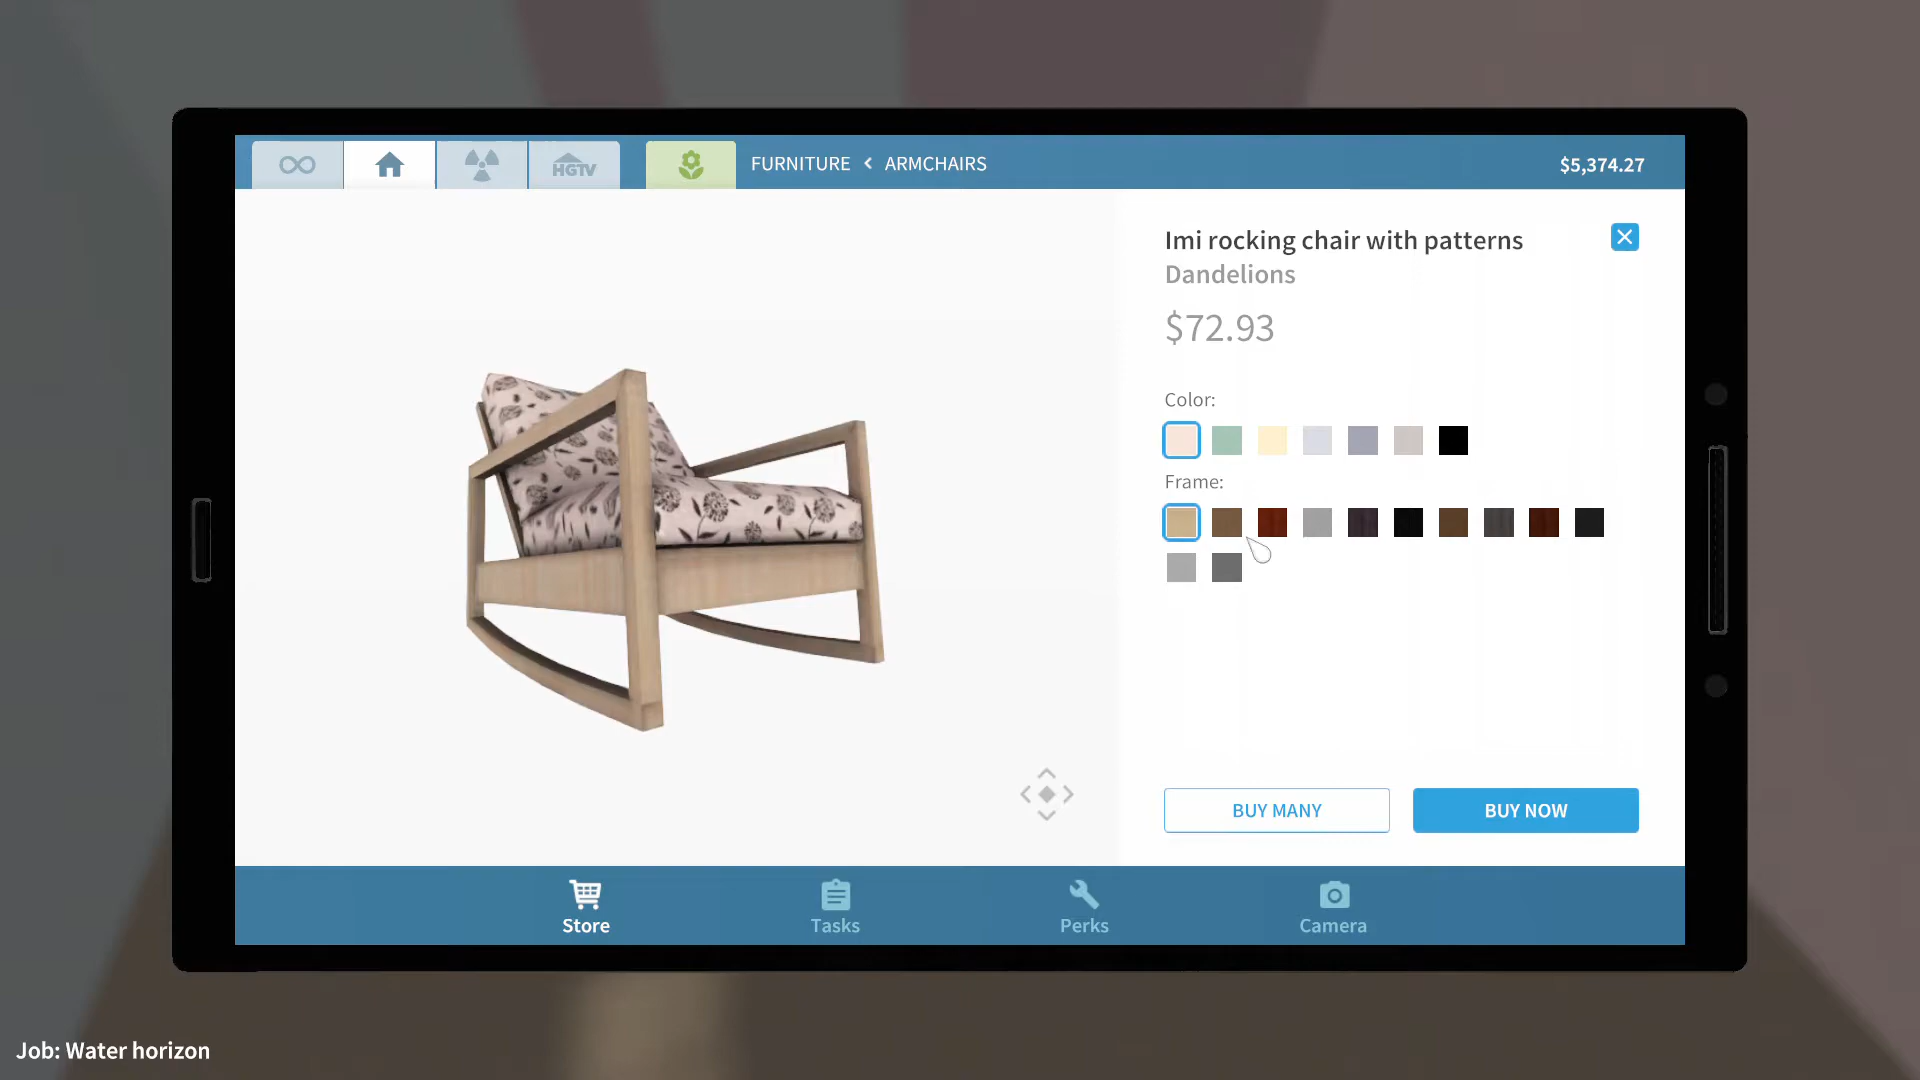 HGTV
FURNITURE < ARMCHAIRS
$5,374.27
Imi rocking chair with patterns
Dandelions
$72.93
Color:
Frame:
BUY MANY
BUY NOW
Store
Tasks
Perks
Camera
Job: Water horizon